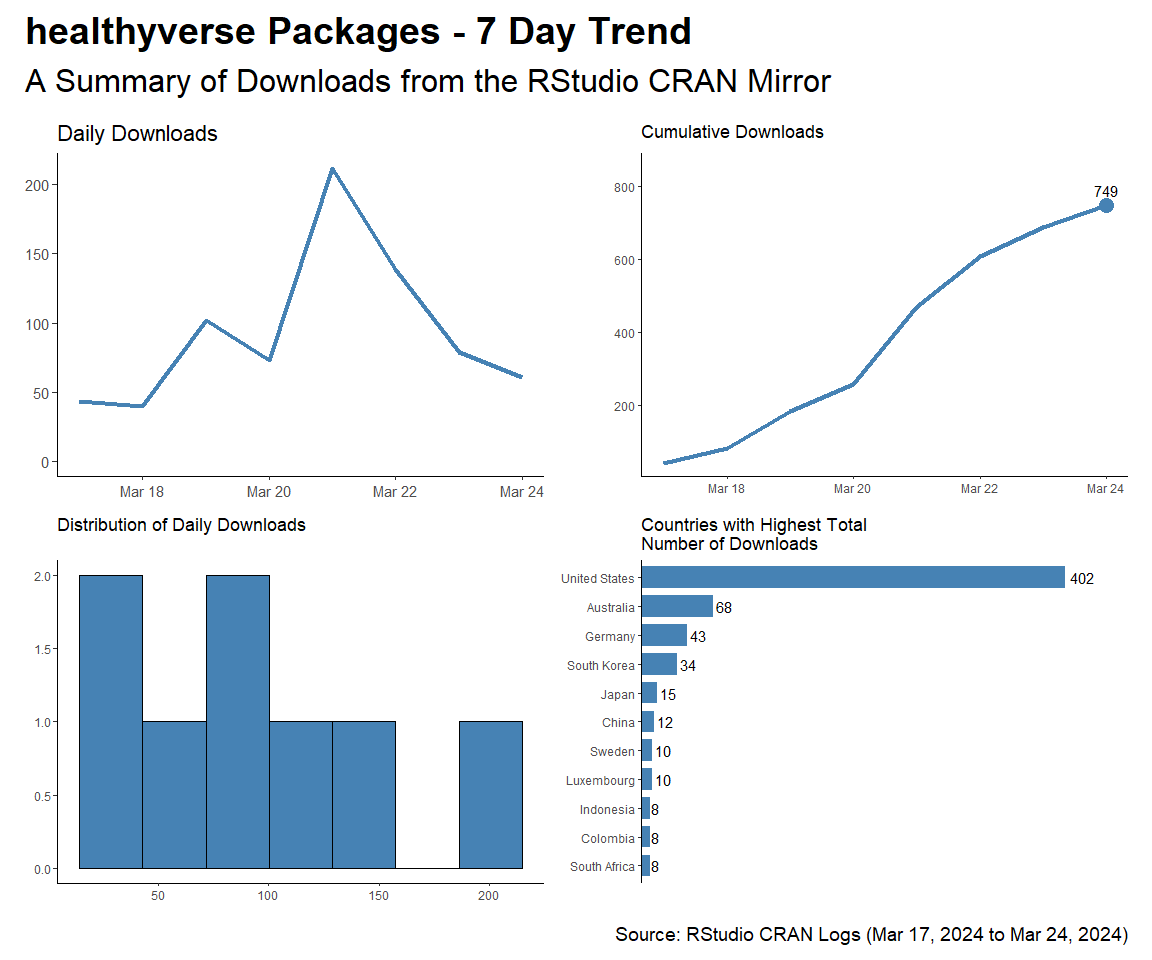 healthyverse Packages - 7 Day Trend
A Summary of Downloads from the RStudio CRAN Mirror
Daily Downloads
200
150
100
50
0
Mar 18 Mar 20 Mar 22 Mar 24
Cumulative Downloads
800
600
400
200
749
Mar 18 Mar 20 Mar 22 Mar 24
Distribution of Daily Downloads
2.0
1.5
1.0
0.5
0.0
50 100 150 200
Countries with Highest Total
Number of Downloads
United States 402
Australia 68
Germany 43
South Korea 34
Japan 15
China 12
Sweden 10
Luxembourg 10
Indonesia 8
Colombia 8
South Africa 8
Source: RStudio CRAN Logs (Mar 17, 2024 to Mar 24, 2024)